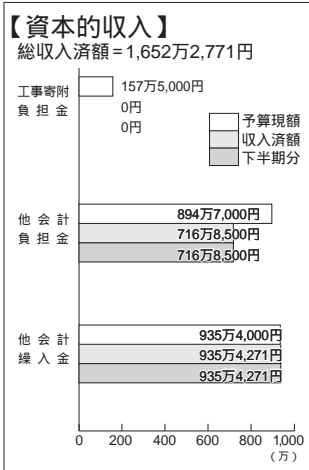 【資本的収入】
総収入済額=1,652万2,771円
工事寄附
負担金
157万5,000円
0円
0円
予算現額
収入済額
下半期分
他会計
負担金
894万7,000円
716万8,500円
716万8,500円
他会計
繰入金
935万4,000円
935万4,271円
935万4,271円
0 200 400 600 800 1,000
(万)